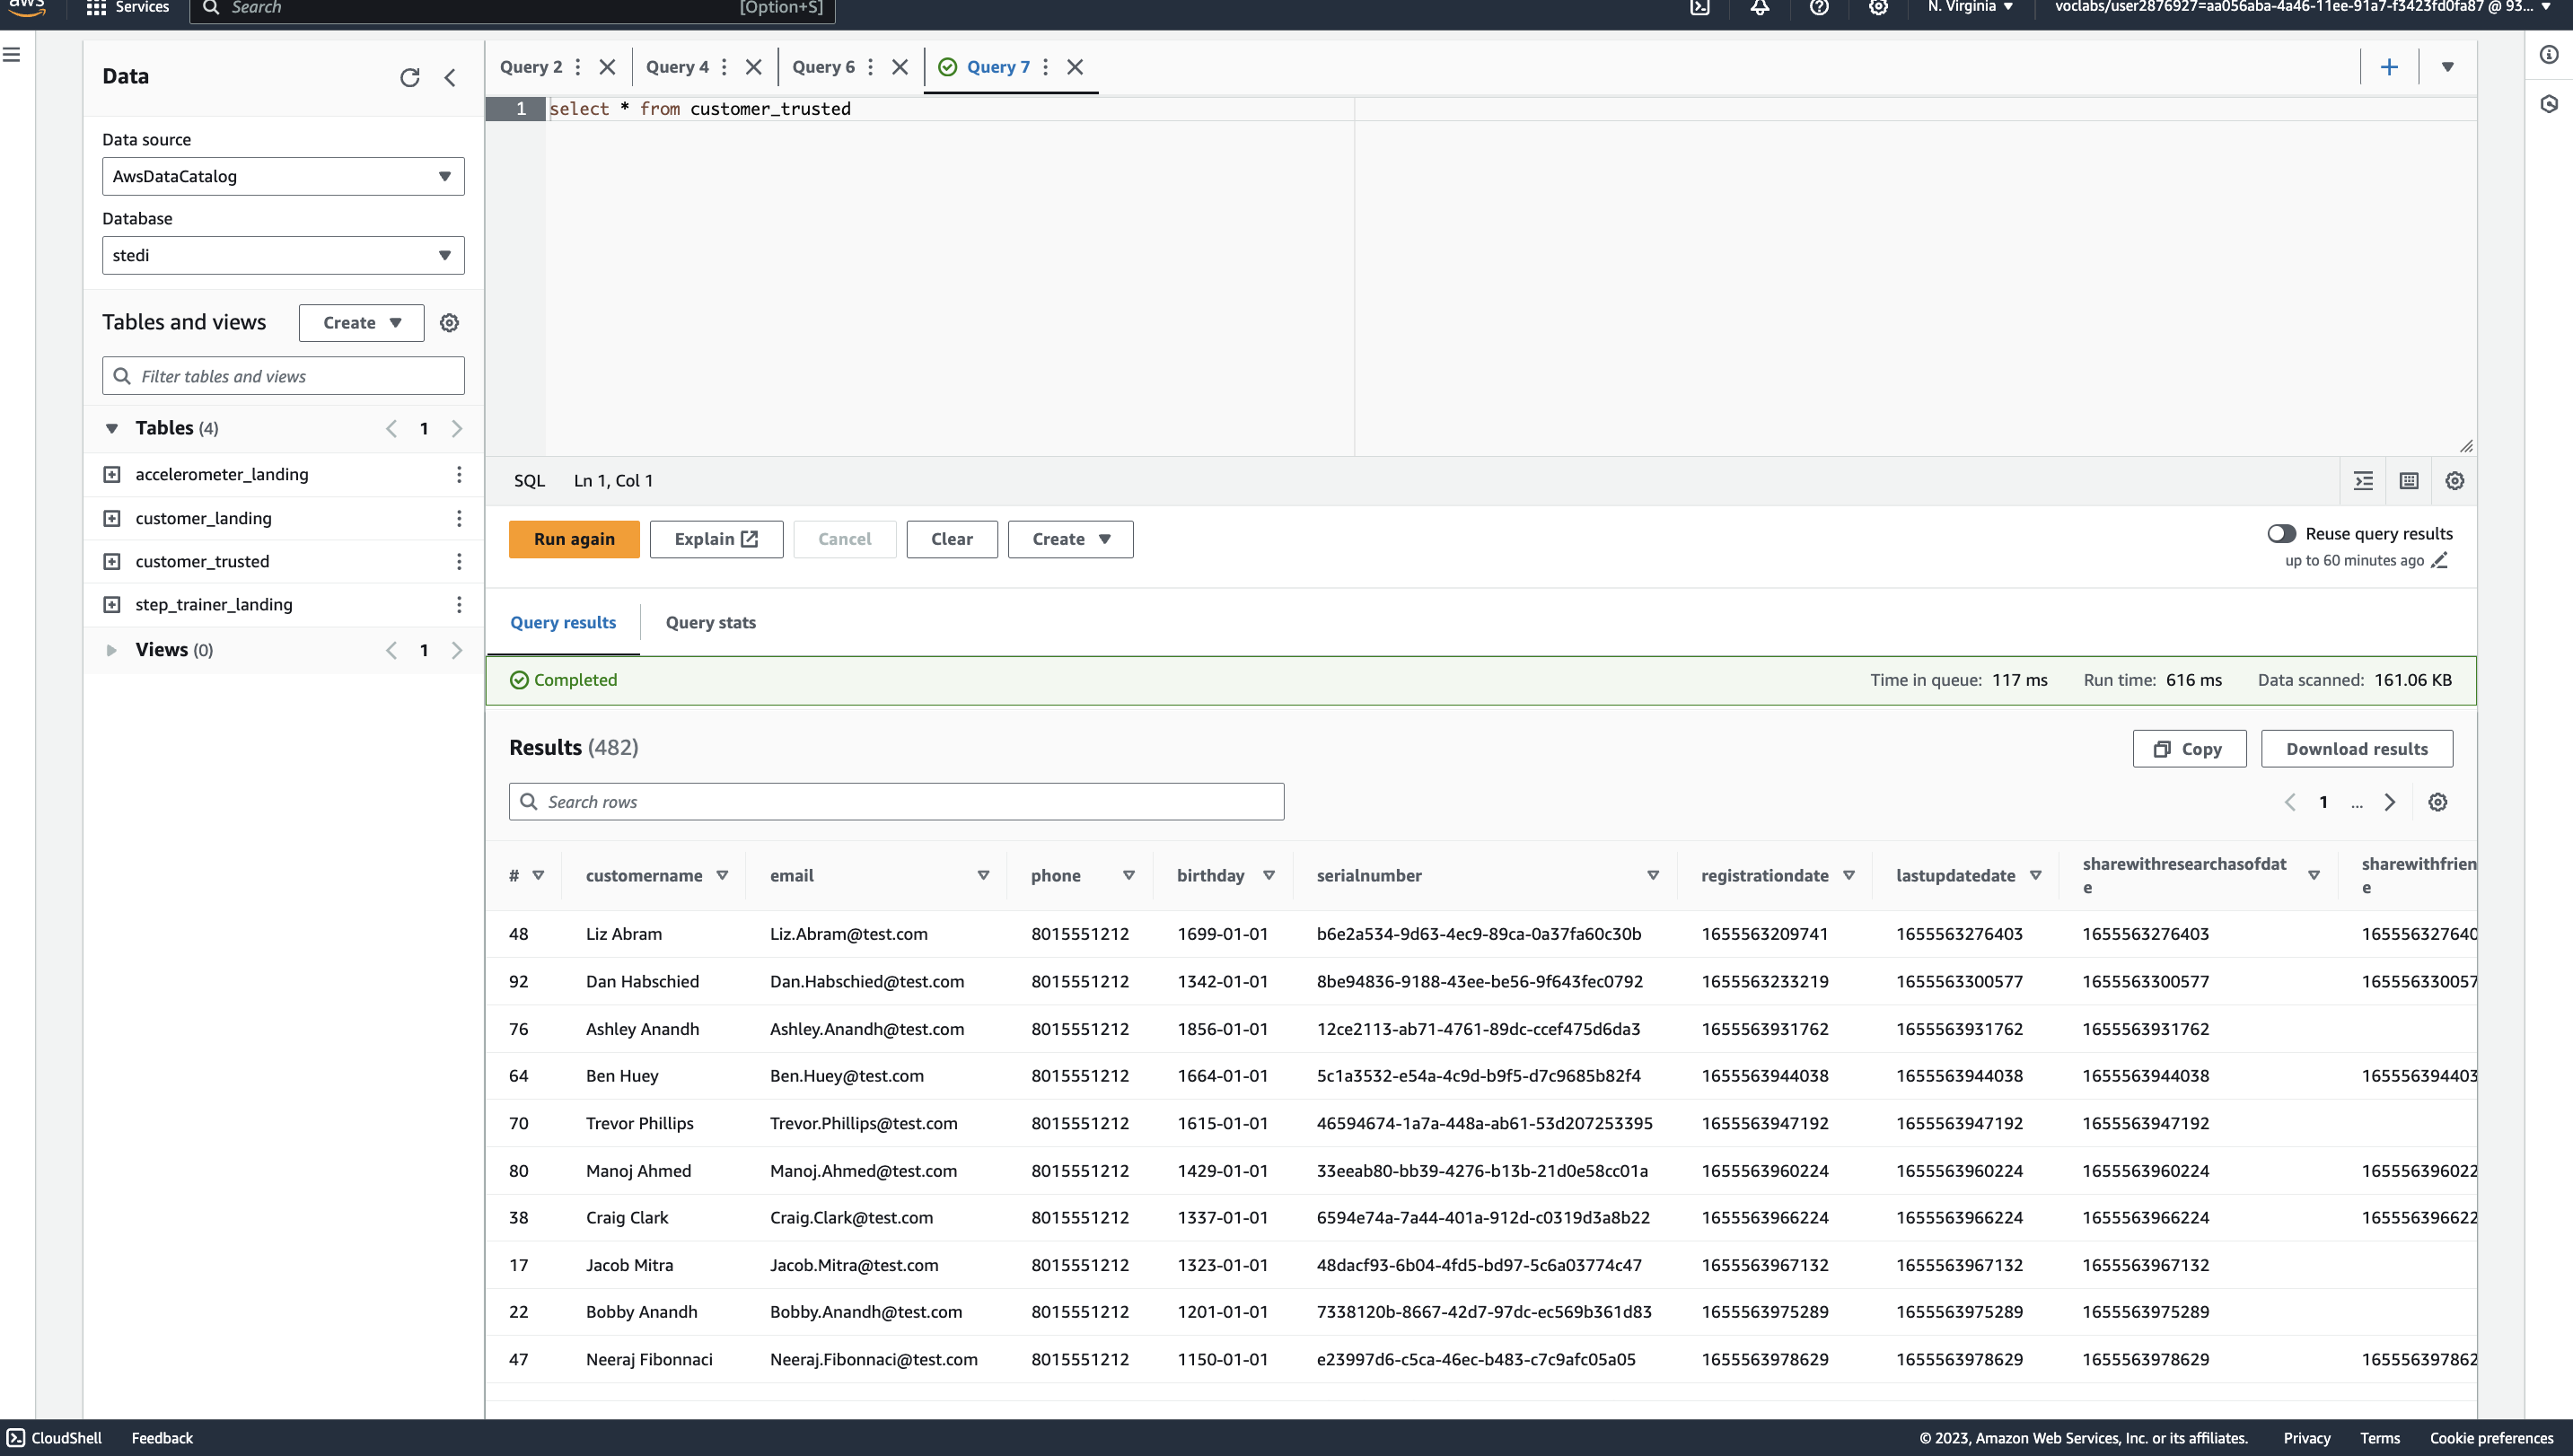 aws Services Search [Option+S] N. Virginia voclabs/user2876927=aa056aba-4a46-11ee-91a7-f3423fd0fa87 @ 93...
Data
Data source
AwsDataCatalog
Database
stedi
Tables and views Create
Filter tables and views
Tables (4) 1
accelerometer_landing
customer_landing
customer_trusted
step_trainer_landing
Views (0) 1
Query 2 Query 4 Query 6 Query 7
1 select * from customer_trusted
SQL Ln 1, Col 1
Run again Explain Cancel Clear Create Reuse query results
up to 60 minutes ago
Query results Query stats
Completed Time in queue: 117 ms Run time: 616 ms Data scanned: 161.06 KB
Results (482) Copy Download results
Search rows 1 ...
# customername email phone birthday serialnumber registrationdate lastupdatedate sharewithresearchasofdat sharewithfrien
e e
48 Liz Abram Liz.Abram@test.com 8015551212 1699-01-01 b6e2a534-9d63-4ec9-89ca-0a37fa60c30b 1655563209741 1655563276403 1655563276403 165556327640
92 Dan Habschied Dan.Habschied@test.com 8015551212 1342-01-01 8be94836-9188-43ee-be56-9f643fec0792 1655563233219 1655563300577 1655563300577 165556330057
76 Ashley Anandh Ashley.Anandh@test.com 8015551212 1856-01-01 12ce2113-ab71-4761-89dc-ccef475d6da3 1655563931762 1655563931762 1655563931762
64 Ben Huey Ben.Huey@test.com 8015551212 1664-01-01 5c1a3532-e54a-4c9d-b9f5-d7c9685b82f4 1655563944038 1655563944038 1655563944038 165556394403
70 Trevor Phillips Trevor.Phillips@test.com 8015551212 1615-01-01 46594674-1a7a-448a-ab61-53d207253395 1655563947192 1655563947192 1655563947192
80 Manoj Ahmed Manoj.Ahmed@test.com 8015551212 1429-01-01 33eeab80-bb39-4276-b13b-21d0e58cc01a 1655563960224 1655563960224 1655563960224 165556396022
38 Craig Clark Craig.Clark@test.com 8015551212 1337-01-01 6594e74a-7a44-401a-912d-c0319d3a8b22 1655563966224 1655563966224 1655563966224 165556396622
17 Jacob Mitra Jacob.Mitra@test.com 8015551212 1323-01-01 48dacf93-6b04-4fd5-bd97-5c6a03774c47 1655563967132 1655563967132 1655563967132
22 Bobby Anandh Bobby.Anandh@test.com 8015551212 1201-01-01 7338120b-8667-42d7-97dc-ec569b361d83 1655563975289 1655563975289 1655563975289
47 Neeraj Fibonnaci Neeraj.Fibonnaci@test.com 8015551212 1150-01-01 e23997d6-c5ca-46ec-b483-c7c9afc05a05 1655563978629 1655563978629 1655563978629 165556397862
CloudShell Feedback © 2023, Amazon Web Services, Inc. or its affiliates. Privacy Terms Cookie preferences